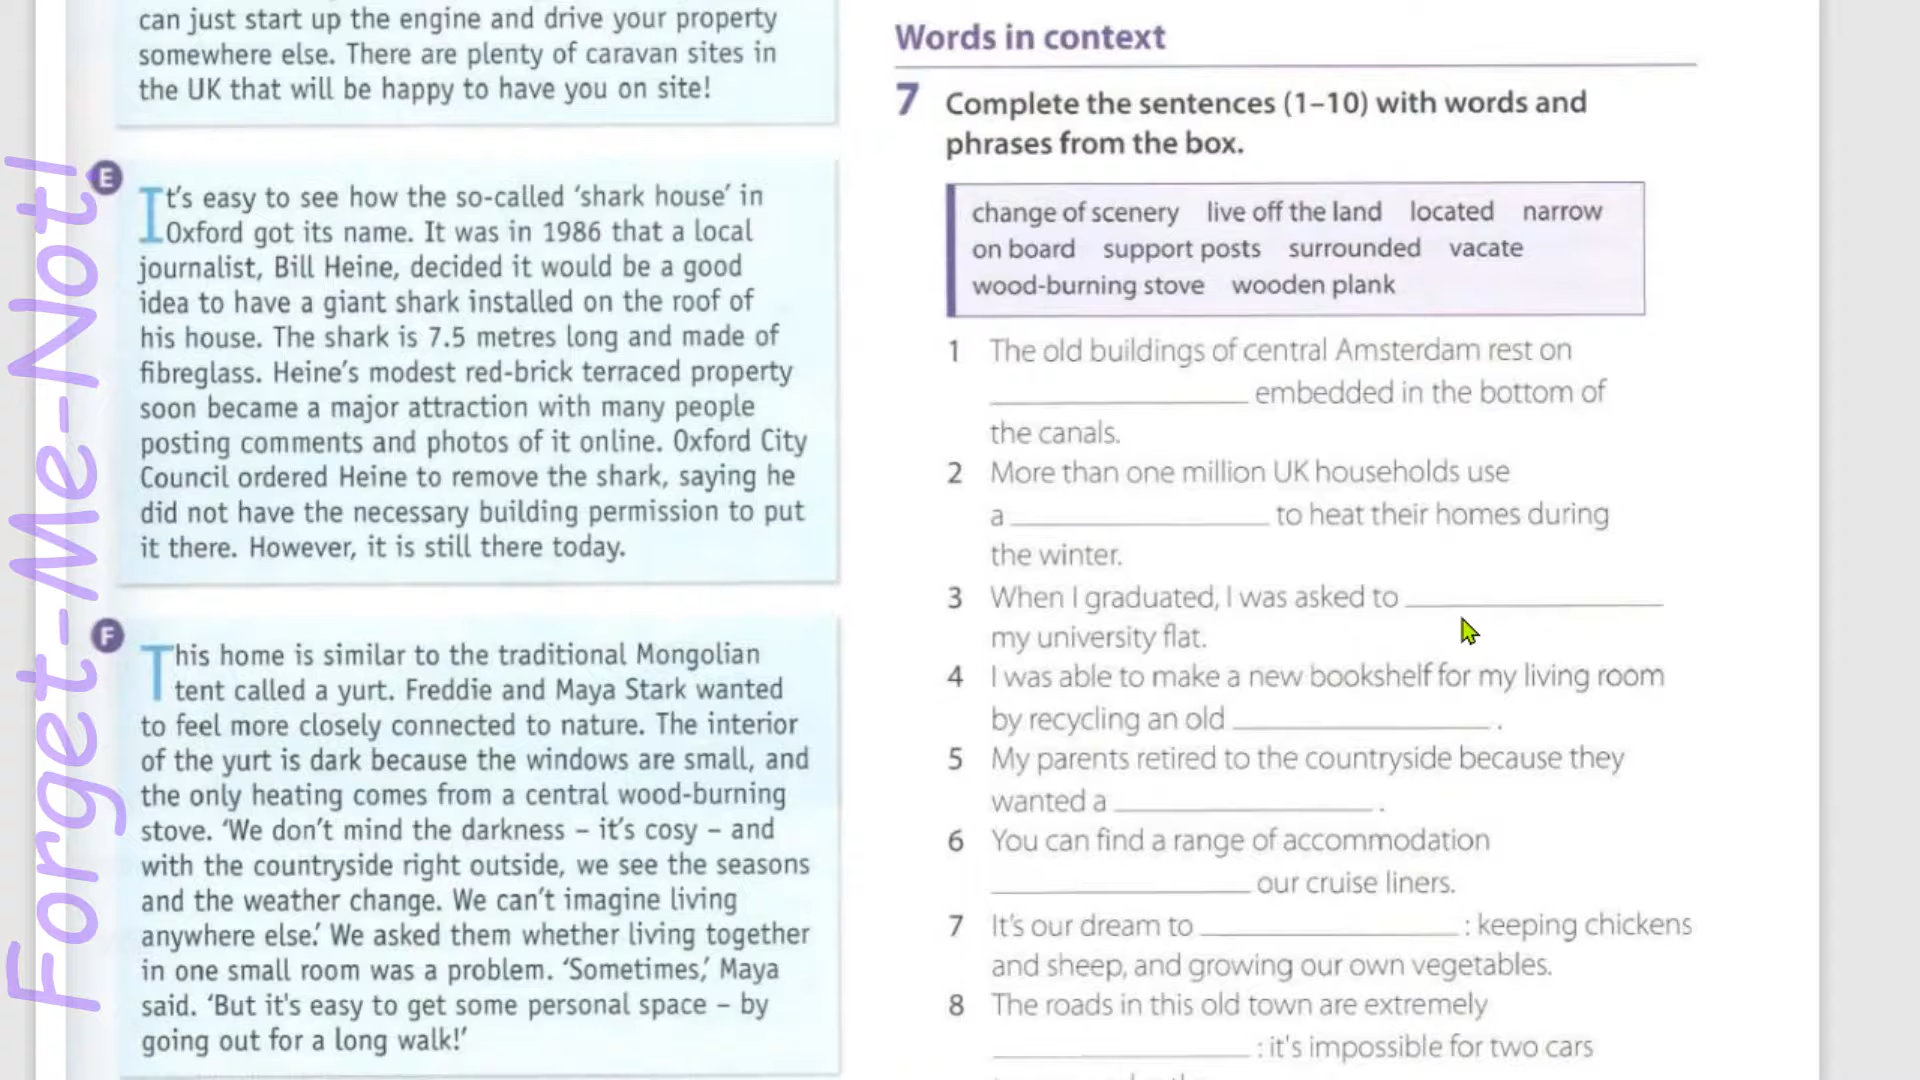 can just start up the engine and drive your property
somewhere else. There are plenty of caravan sites in
the UK that will be happy to have you on site!
E
It's easy to see how the so-called ‘shark house’ in
Oxford got its name. It was in 1986 that a local
journalist, Bill Heine, decided it would be a good
idea to have a giant shark installed on the roof of
his house. The shark is 7.5 metres long and made of
fibreglass. Heine's modest red-brick terraced property
soon became a major attraction with many people
posting comments and photos of it online. Oxford City
Council ordered Heine to remove the shark, saying he
did not have the necessary building permission to put
it there. However, it is still there today.
F
This home is similar to the traditional Mongolian
tent called a yurt. Freddie and Maya Stark wanted
to feel more closely connected to nature. The interior
of the yurt is dark because the windows are small, and
the only heating comes from a central wood-burning
stove. ‘We don't mind the darkness – it's cosy – and
with the countryside right outside, we see the seasons
and the weather change. We can't imagine living
anywhere else.’ We asked them whether living together
in one small room was a problem. ‘Sometimes,’ Maya
said. ‘But it's easy to get some personal space – by
going out for a long walk!’
Forget-Me-Not!
Words in context
7 Complete the sentences (1–10) with words and
phrases from the box.
change of scenery live off the land located narrow
on board support posts surrounded vacate
wood-burning stove wooden plank
1 The old buildings of central Amsterdam rest on
____________ embedded in the bottom of
the canals.
2 More than one million UK households use
a ____________ to heat their homes during
the winter.
3 When I graduated, I was asked to ____________
my university flat.
4 I was able to make a new bookshelf for my living room
by recycling an old ____________ .
5 My parents retired to the countryside because they
wanted a ____________ .
6 You can find a range of accommodation
____________ our cruise liners.
7 It's our dream to ____________ : keeping chickens
and sheep, and growing our own vegetables.
8 The roads in this old town are extremely
____________ : it's impossible for two cars